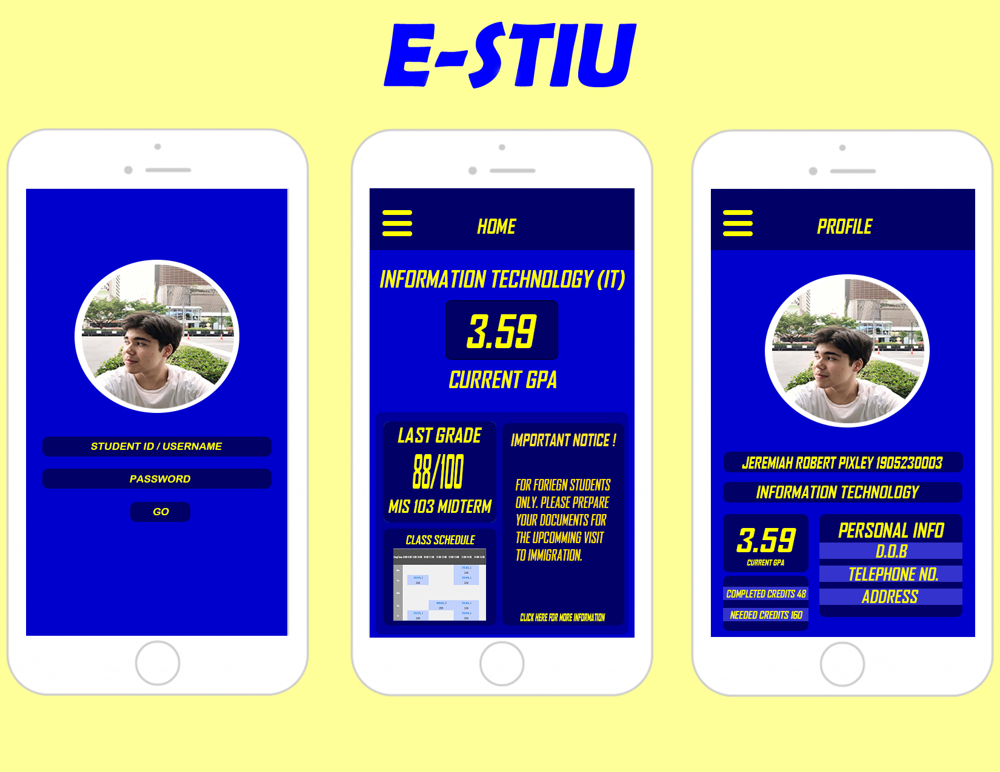 E-STIU
STUDENT ID / USERNAME
PASSWORD
GO
HOME
INFORMATION TECHNOLOGY (IT)
3.59
CURRENT GPA
LAST GRADE
88/100
MIS 103 MIDTERM
CLASS SCHEDULE
IMPORTANT NOTICE !
FOR FORIEGN STUDENTS
ONLY. PLEASE PREPARE
YOUR DOCUMENTS FOR
THE UPCOMMING VISIT
TO IMMIGRATION.
CLICK HERE FOR MORE INFORMATION
PROFILE
JEREMIAH ROBERT PIXLEY 1905230003
INFORMATION TECHNOLOGY
3.59
CURRENT GPA
COMPLETED CREDITS 48
NEEDED CREDITS 160
PERSONAL INFO
D.O.B
TELEPHONE NO.
ADDRESS